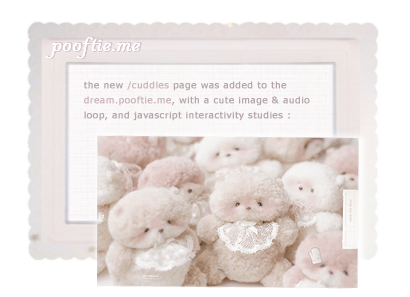 pooftie.me
the new /cuddles page was added to the
dream.pooftie.me, with a cute image & audio
loop, and javascript interactivity studies :